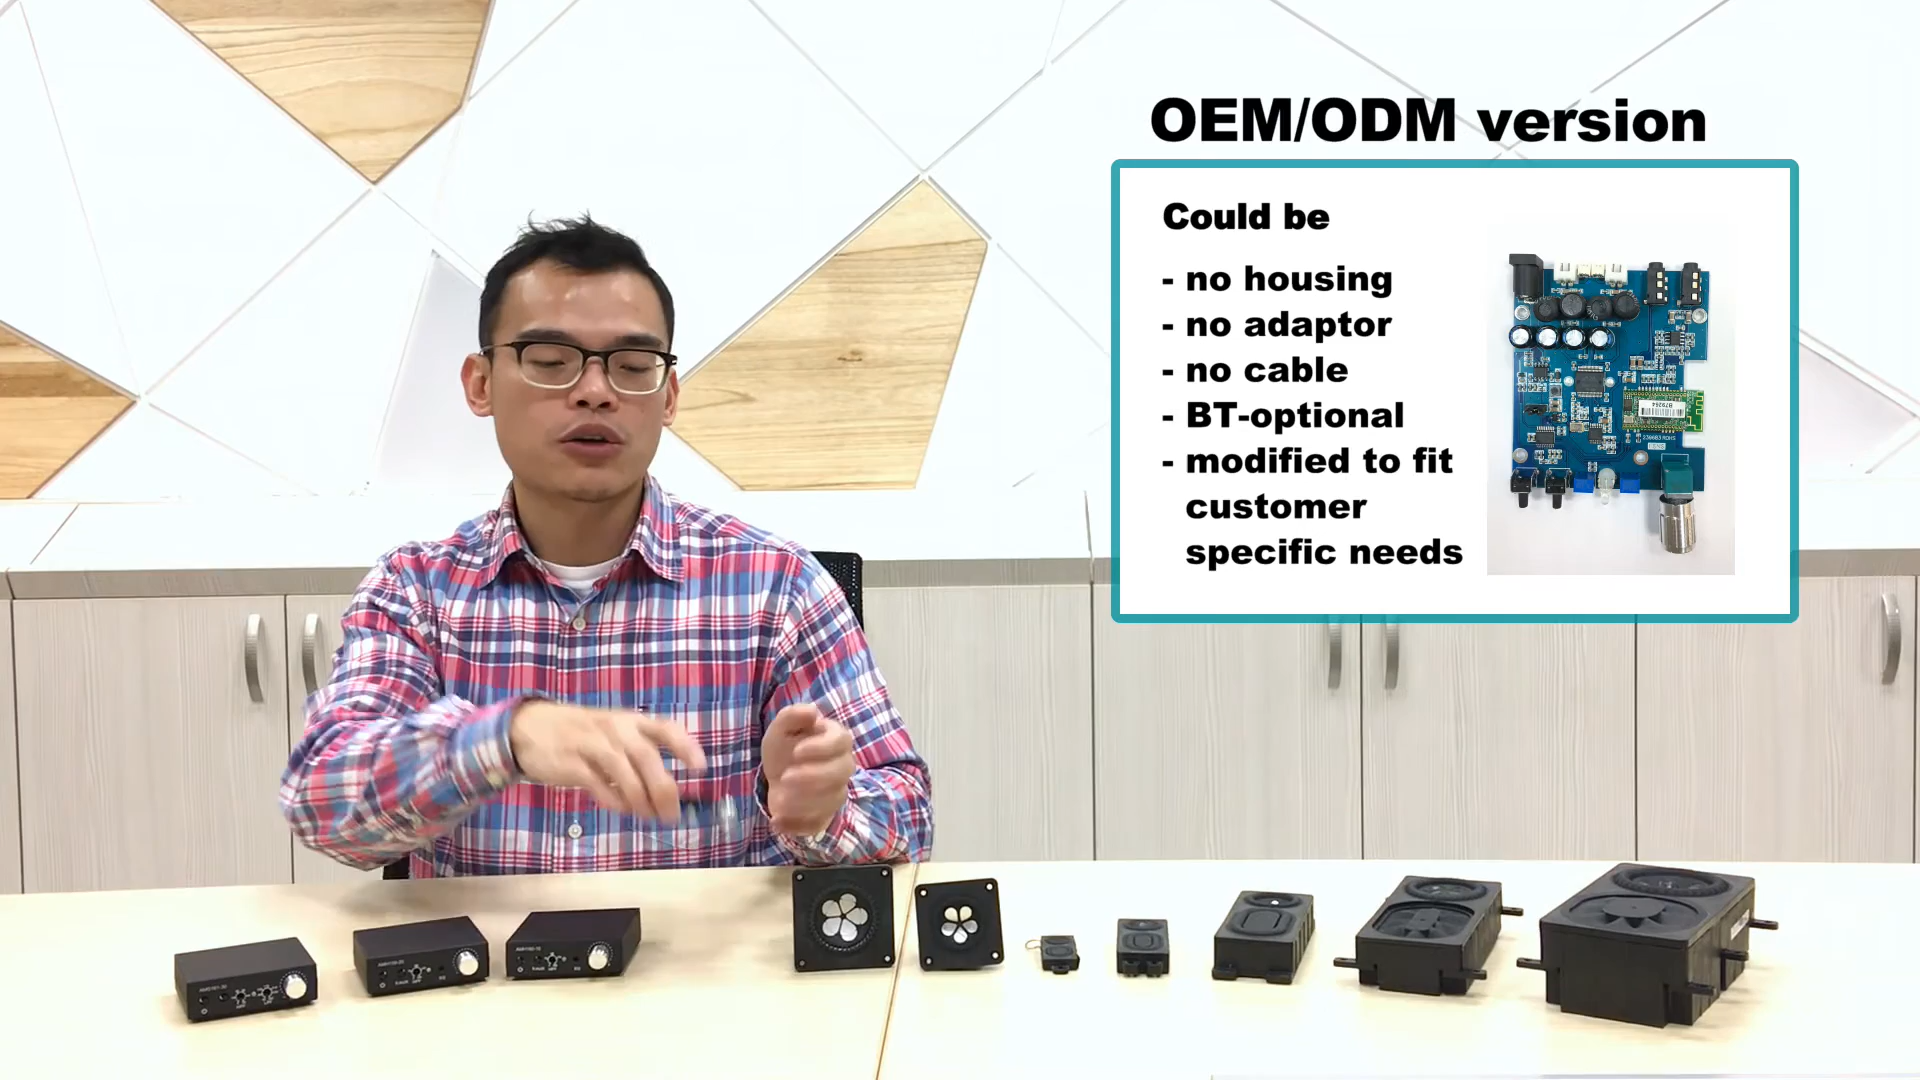 OEM/ODM version
Could be
- no housing
- no adaptor
- no cable
- BT-optional
- modified to fit
customer
specific needs